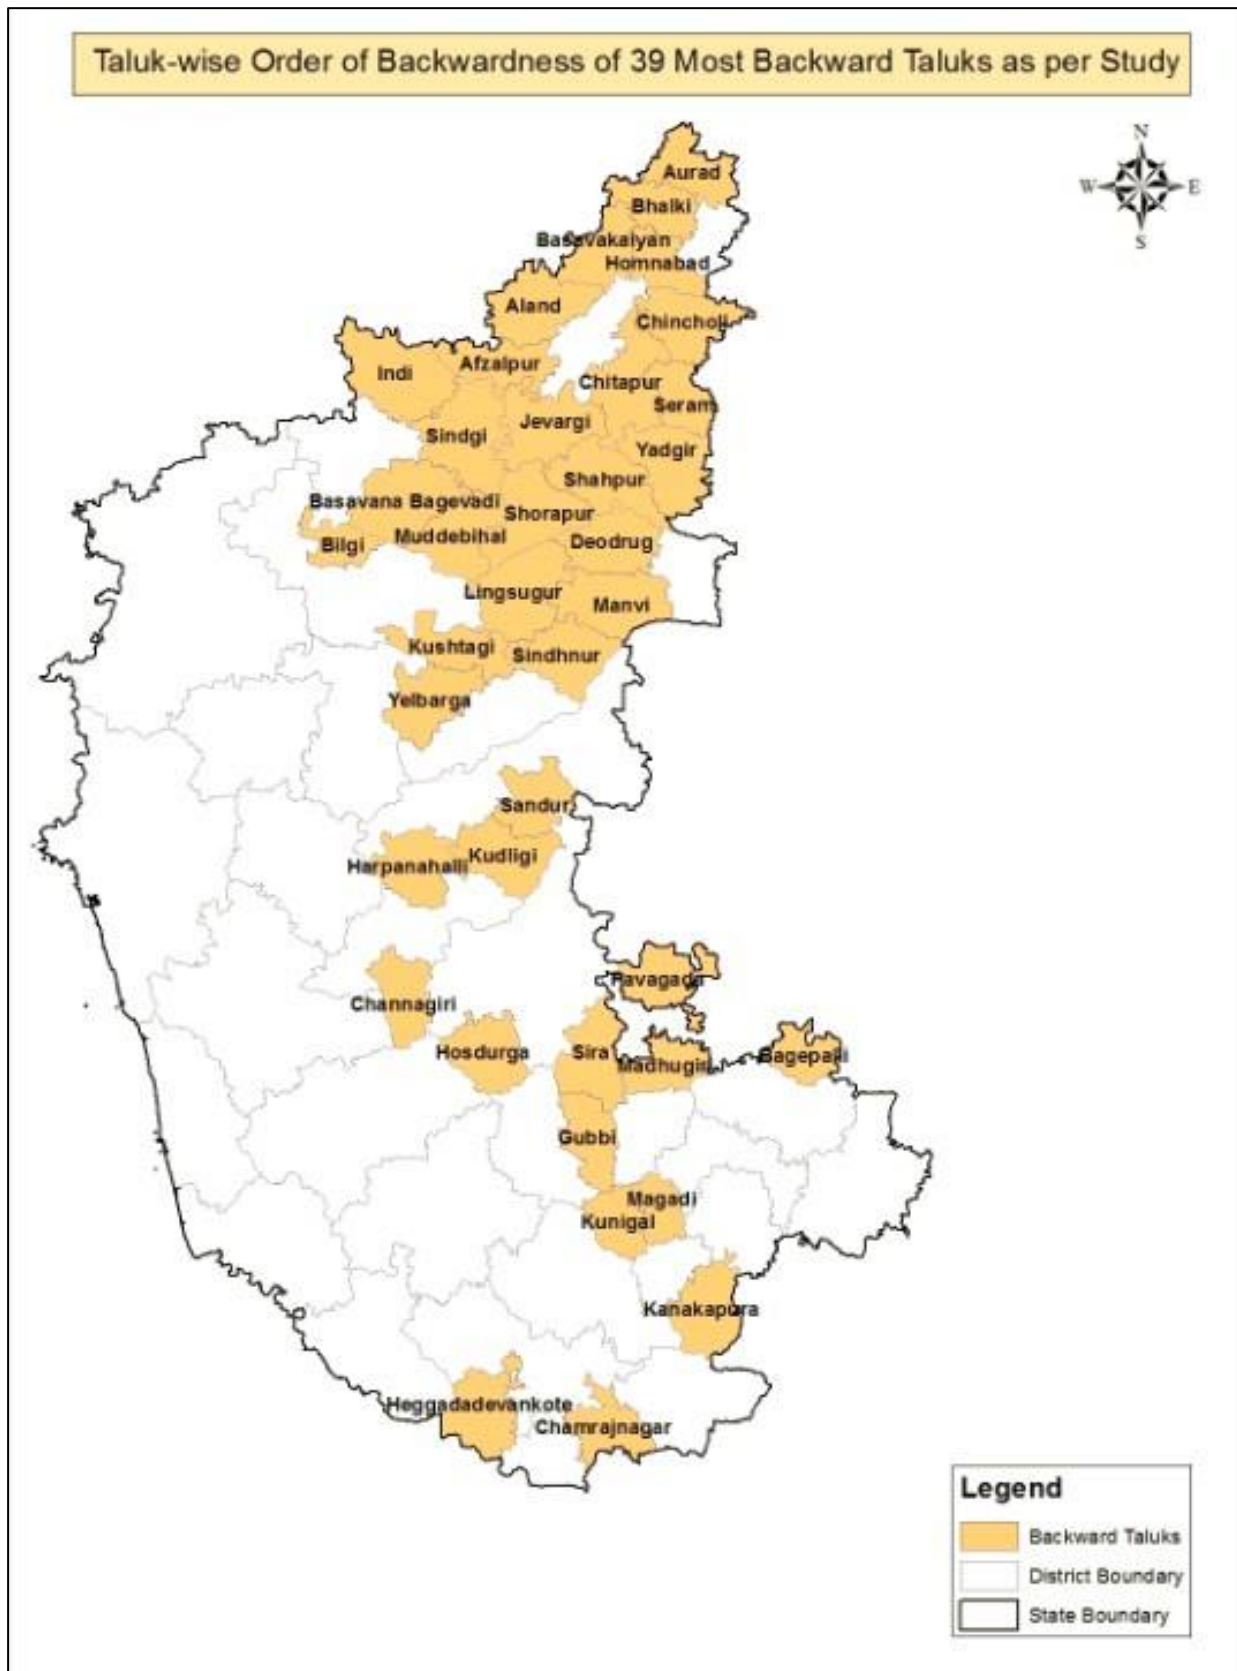 Taluk-wise Order of Backwardness of 39 Most Backward Taluks as per Study
N
W E
S
Aurad
Bhalki
Basavakalyan
Homnabad
Aland
Chincholi
Afzalpur
Indi
Chitapur
Seram
Jevargi
Sindgi
Yadgir
Shahpur
Basavana Bagevadi
Shorapur
Muddebihal
Deodrug
Bilgi
Lingsugur
Manvi
Kushtagi
Sindhnur
Yelbarga
Sandur
Kudligi
Harpanahalli
Pavagada
Channagiri
Hosdurga
Sira
Madhugiri
Bagepalli
Gubbi
Magadi
Kunigal
Kanakapura
Heggadadevankote
Chamrajnagar
Legend
Backward Taluks
District Boundary
State Boundary